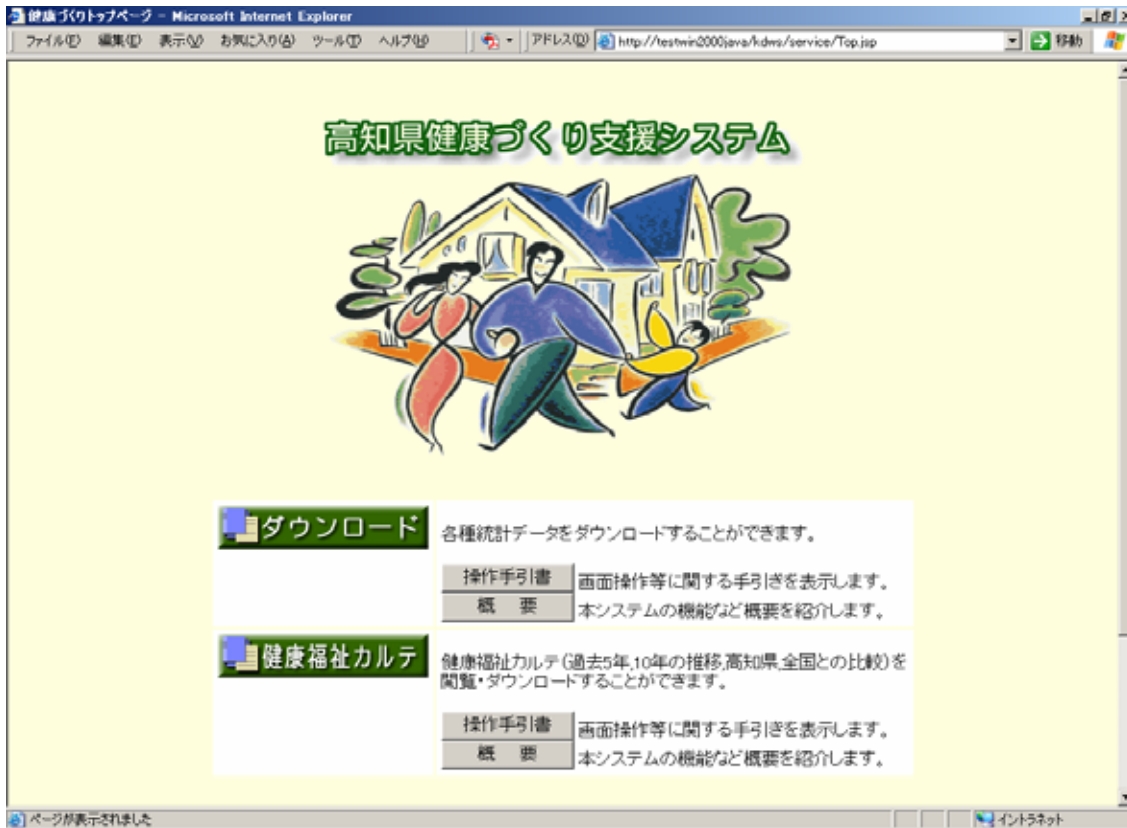 健康づくりトップページ - Microsoft Internet Explorer
ファイル(F) 編集(E) 表示(V) お気に入り(A) ツール(T) ヘルプ(H) アドレス(D) http://testwin2000java/kdws/service/Top.jsp 移動
高知県健康づくり支援システム
ダウンロード
各種統計データをダウンロードすることができます。
操作手引書 画面操作等に関する手引きを表示します。
概 要 本システムの機能など概要を紹介します。
健康福祉カルテ
健康福祉カルテ(過去5年,10年の推移,高知県,全国との比較)を
閲覧・ダウンロードすることができます。
操作手引書 画面操作等に関する手引きを表示します。
概 要 本システムの機能など概要を紹介します。
ページが表示されました イントラネット